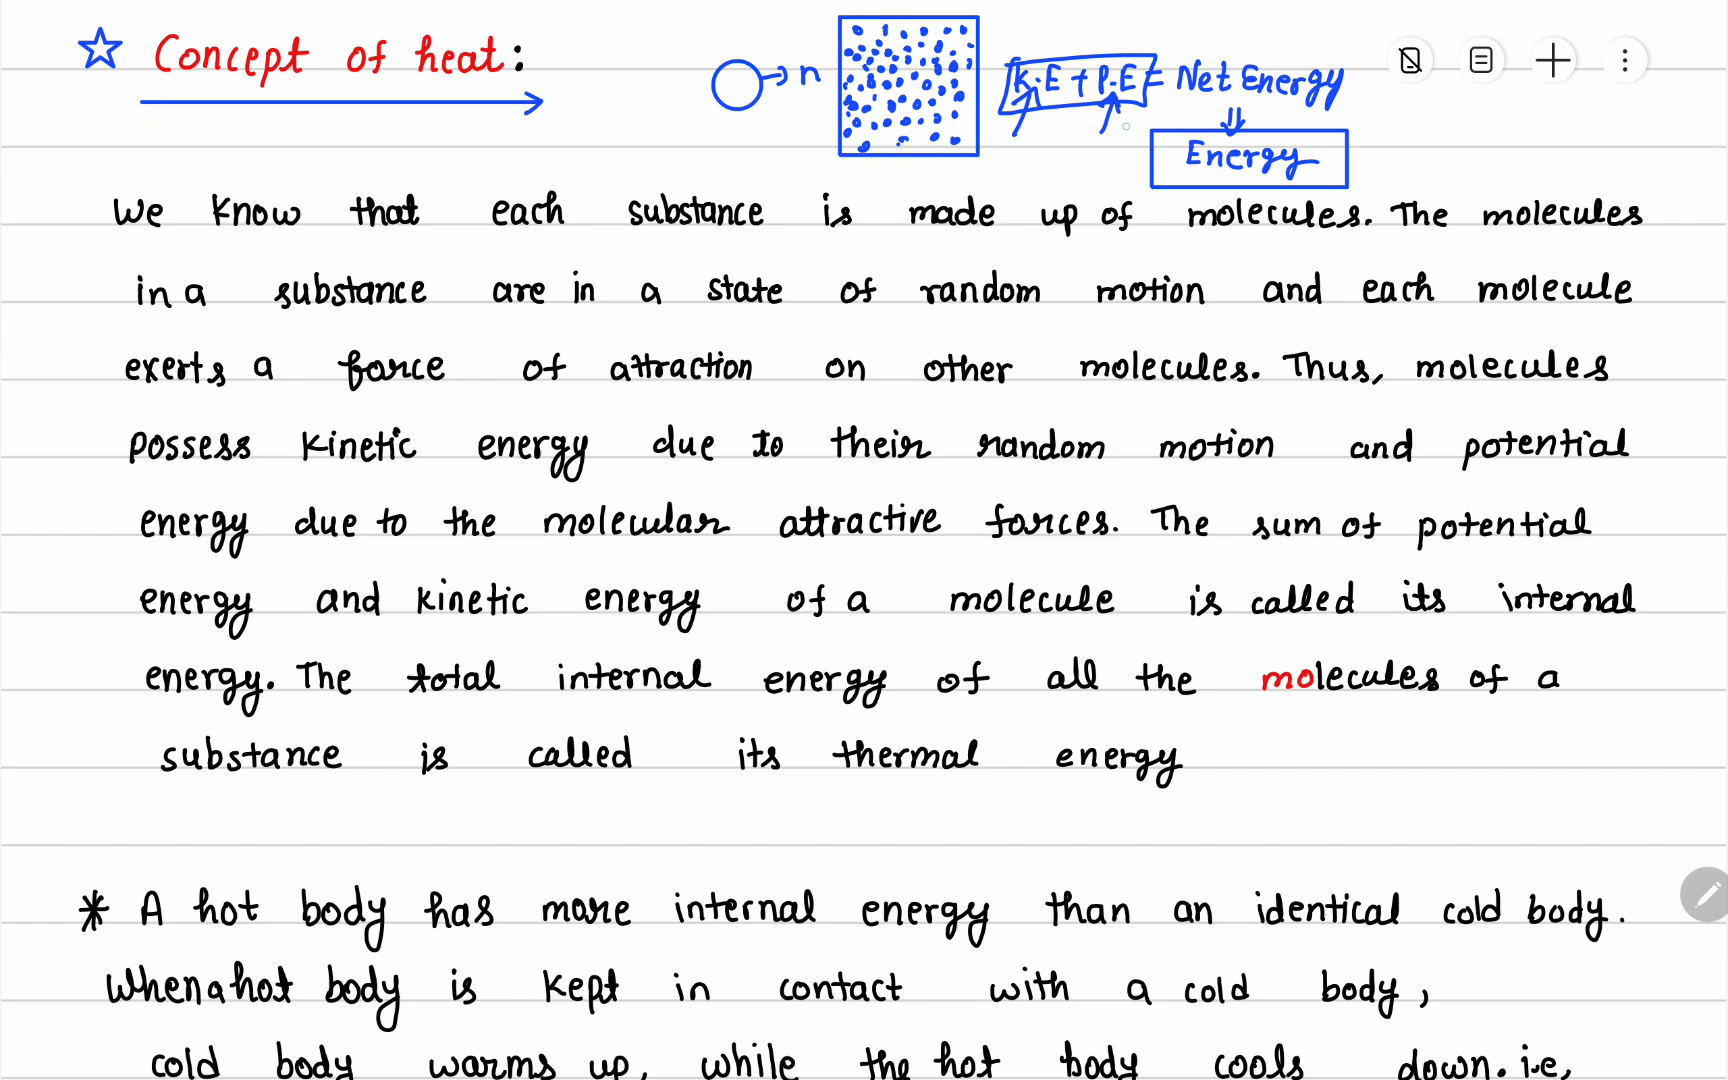 ☆ Concept of heat:
→ n
K.E + P.E = Net Energy
⇓
Energy
We know that each substance is made up of molecules. The molecules
in a substance are in a state of random motion and each molecule
exerts a force of attraction on other molecules. Thus, molecules
possess kinetic energy due to their random motion and potential
energy due to the molecular attractive forces. The sum of potential
energy and kinetic energy of a molecule is called its internal
energy. The total internal energy of all the molecules of a
substance is called its thermal energy
* A hot body has more internal energy than an identical cold body.
When a hot body is kept in contact with a cold body,
cold body warms up, while the hot body cools down. i.e,